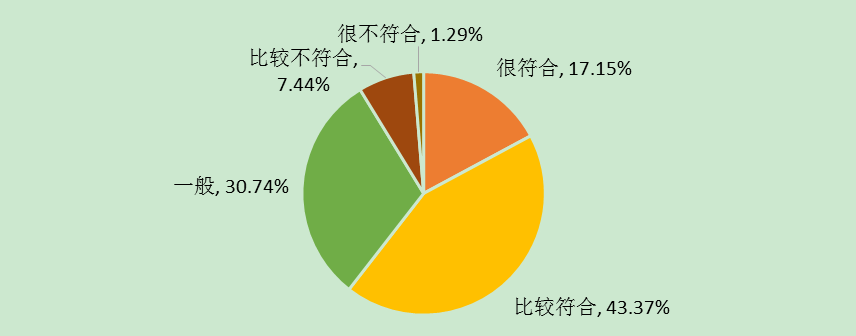 很不符合, 1.29%
比较不符合,
7.44%
很符合, 17.15%
一般, 30.74%
比较符合, 43.37%